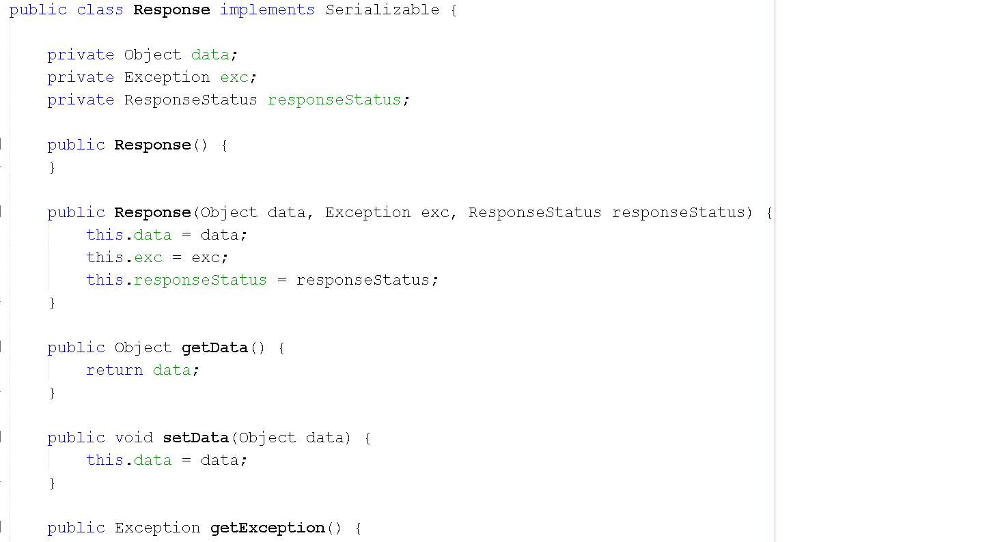 public class Response implements Serializable {
private Object data;
private Exception exc;
private ResponseStatus responseStatus;
public Response() {
}
public Response(Object data, Exception exc, ResponseStatus responseStatus) {
this.data = data;
this.exc = exc;
this.responseStatus = responseStatus;
}
public Object getData() {
return data;
}
public void setData(Object data) {
this.data = data;
}
public Exception getException() {